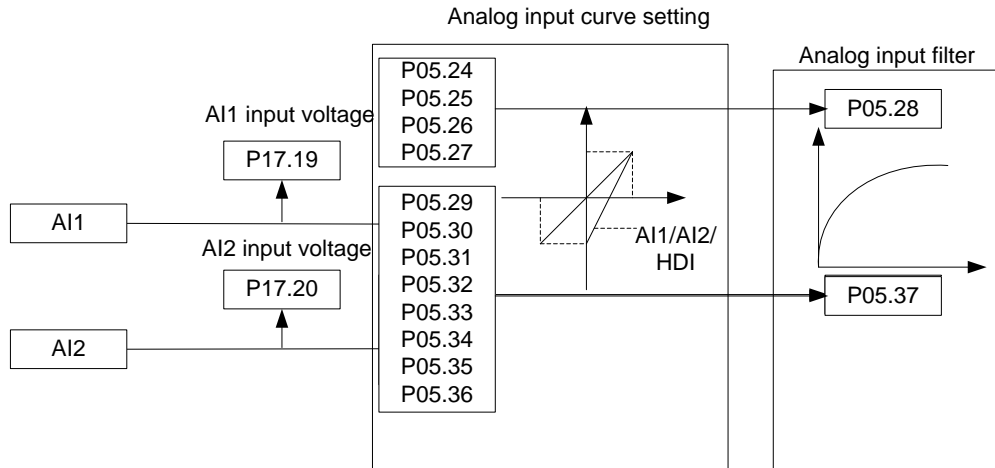 Analog input curve setting
Analog input filter
P05.24
P05.25
P05.26
P05.27
P05.28
AI1 input voltage
P17.19
AI1
P05.29
P05.30
P05.31
P05.32
P05.33
P05.34
P05.35
P05.36
AI1/AI2/
HDI
AI2 input voltage
P17.20
P05.37
AI2